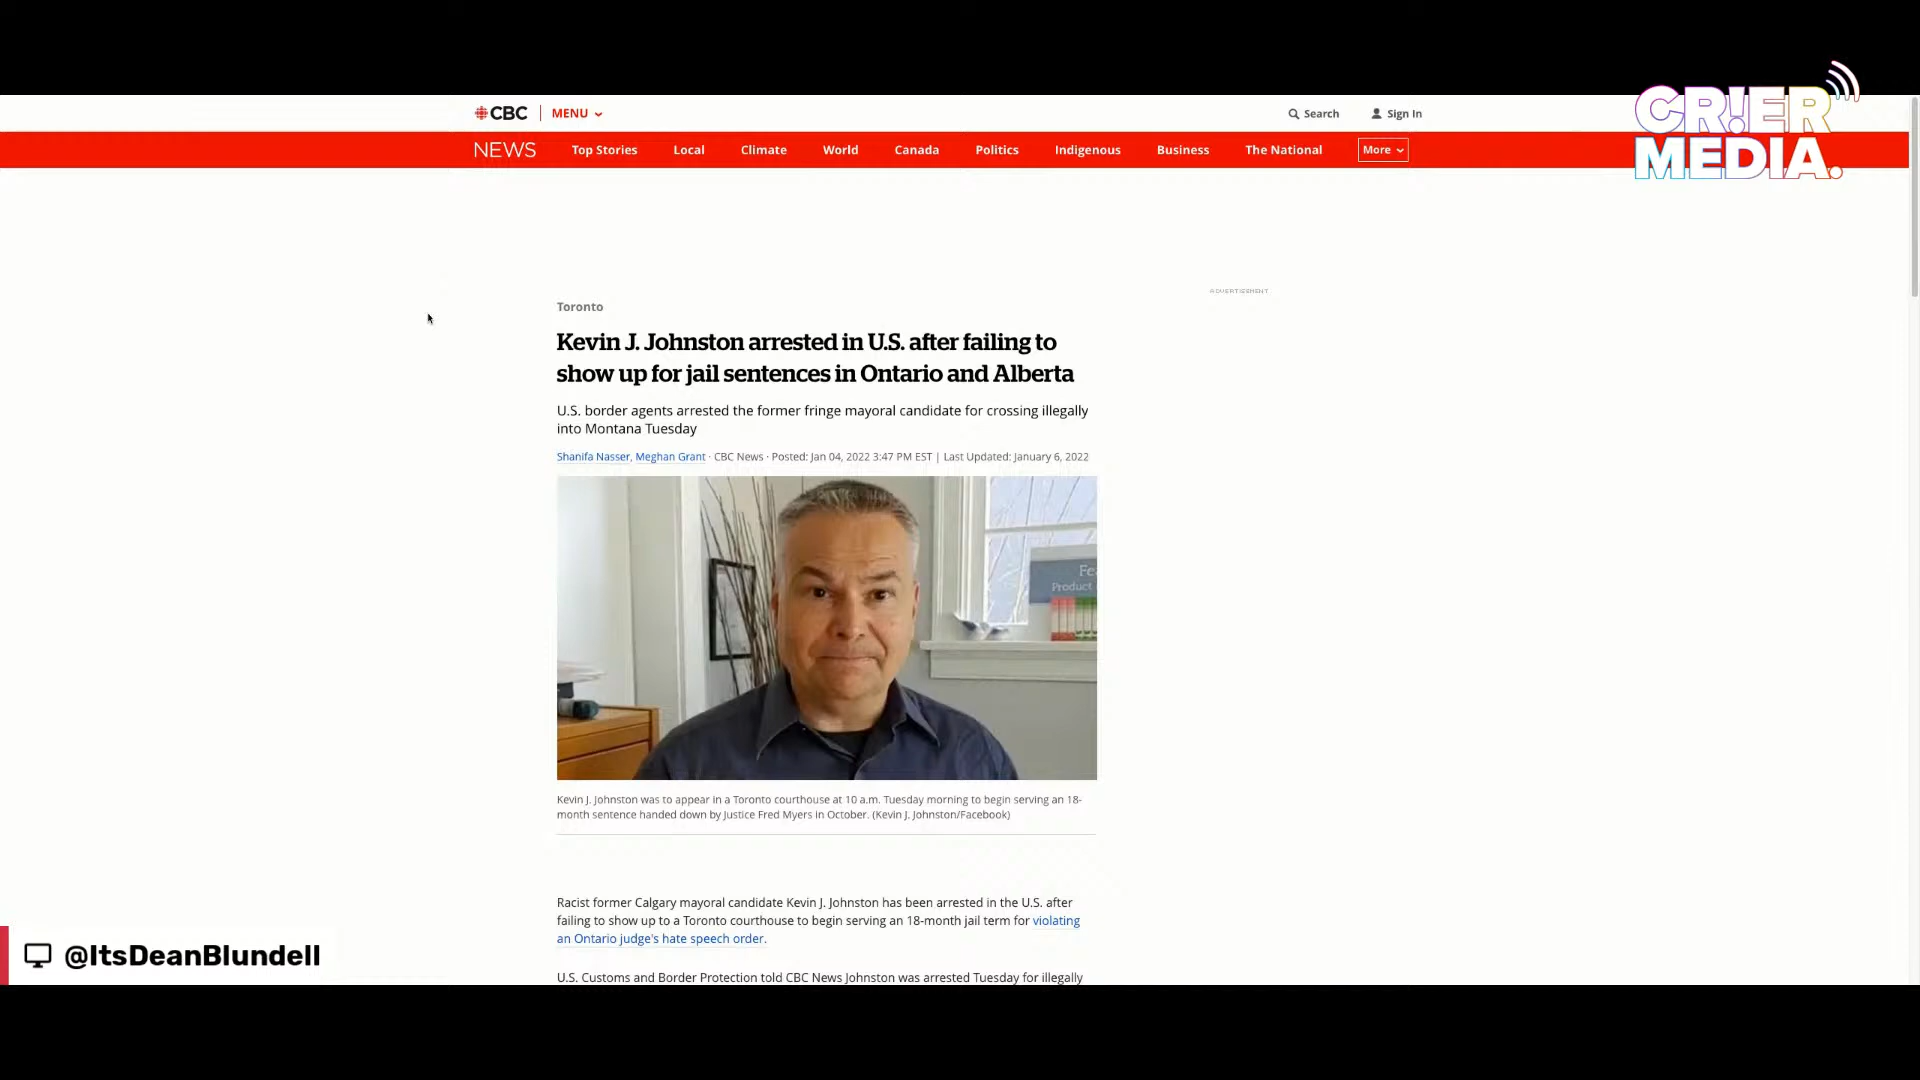 CR!ER
MEDIA.
CBC
MENU
Search
Sign In
NEWS
Top Stories
Local
Climate
World
Canada
Politics
Indigenous
Business
The National
More
ADVERTISEMENT
Toronto
Kevin J. Johnston arrested in U.S. after failing to
show up for jail sentences in Ontario and Alberta
U.S. border agents arrested the former fringe mayoral candidate for crossing illegally
into Montana Tuesday
Shanifa Nasser, Meghan Grant · CBC News · Posted: Jan 04, 2022 3:47 PM EST | Last Updated: January 6, 2022
Fe
Product
Kevin J. Johnston was to appear in a Toronto courthouse at 10 a.m. Tuesday morning to begin serving an 18-
month sentence handed down by Justice Fred Myers in October. (Kevin J. Johnston/Facebook)
Racist former Calgary mayoral candidate Kevin J. Johnston has been arrested in the U.S. after
failing to show up to a Toronto courthouse to begin serving an 18-month jail term for violating
an Ontario judge's hate speech order.
U.S. Customs and Border Protection told CBC News Johnston was arrested Tuesday for illegally
@ItsDeanBlundell